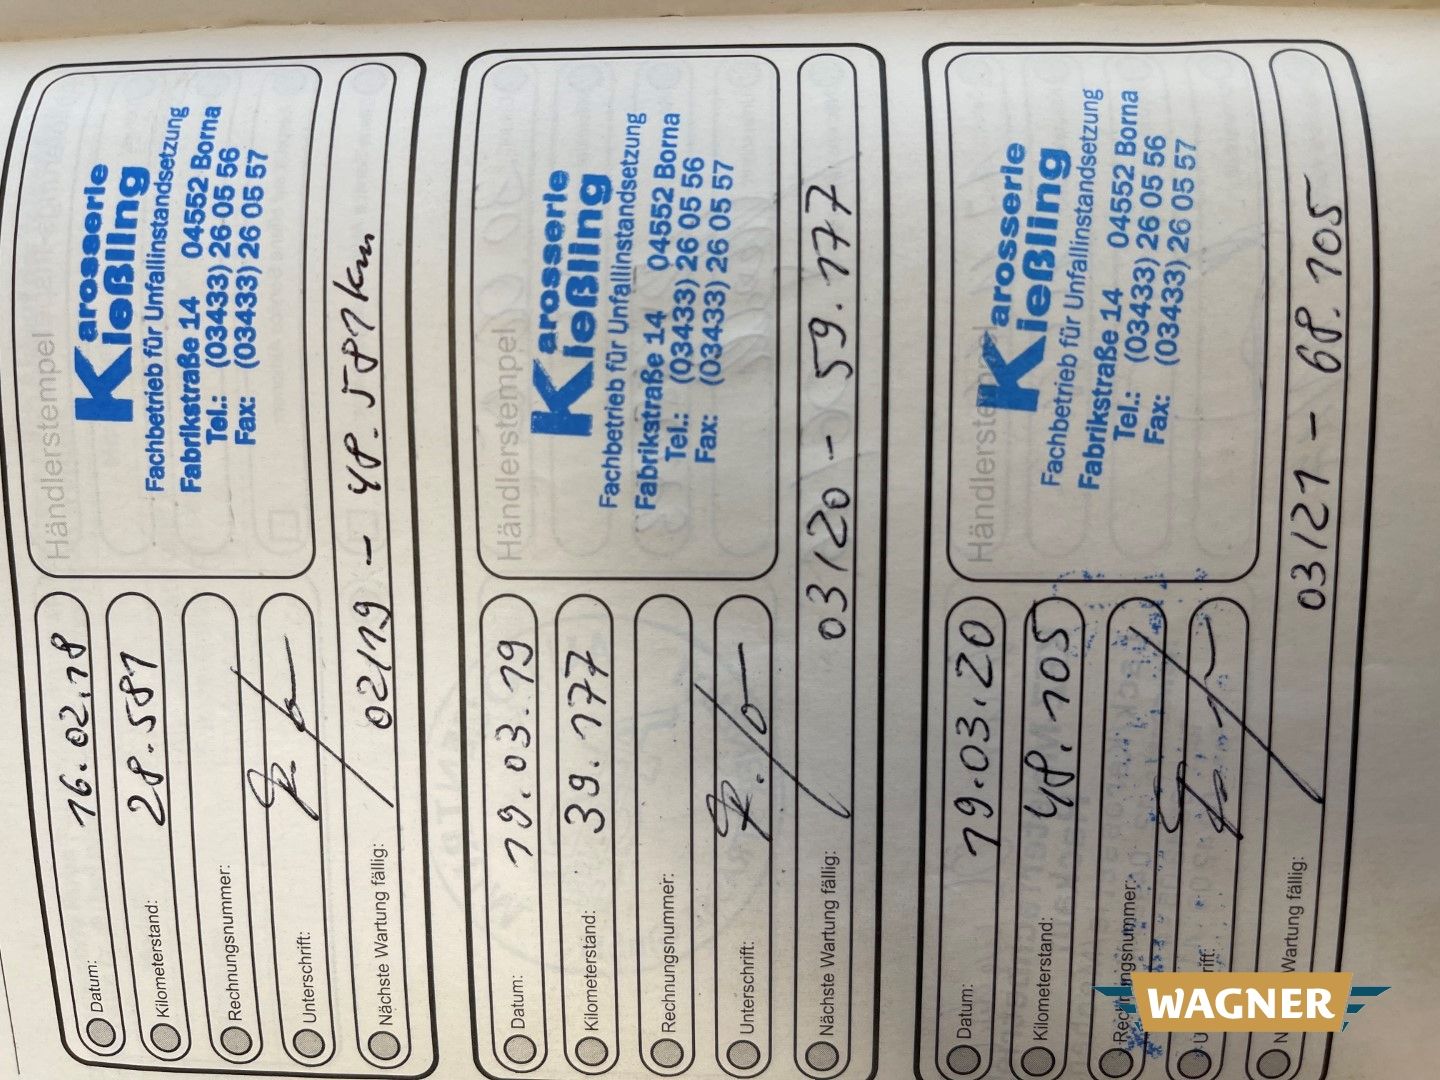 Händlerstempel
Karosserie
Kießling
Fachbetrieb für Unfallinstandsetzung
Fabrikstraße 14 04552 Borna
Tel.: (03433) 26 05 56
Fax: (03433) 26 05 57
Datum: 16.02.18
Kilometerstand: 28.581
Rechnungsnummer:
Unterschrift:
Nächste Wartung fällig: 02/19 - 48.581 km
Händlerstempel
Karosserie
Kießling
Fachbetrieb für Unfallinstandsetzung
Fabrikstraße 14 04552 Borna
Tel.: (03433) 26 05 56
Fax: (03433) 26 05 57
Datum: 19.03.19
Kilometerstand: 39.177
Rechnungsnummer:
Unterschrift:
Nächste Wartung fällig: 03/20 - 59.177
Händlerstempel
Karosserie
Kießling
Fachbetrieb für Unfallinstandsetzung
Fabrikstraße 14 04552 Borna
Tel.: (03433) 26 05 56
Fax: (03433) 26 05 57
Datum: 19.03.20
Kilometerstand: 48.105
Rechnungsnummer:
Wartung fällig: 03/21 - 68.105
WAGNER